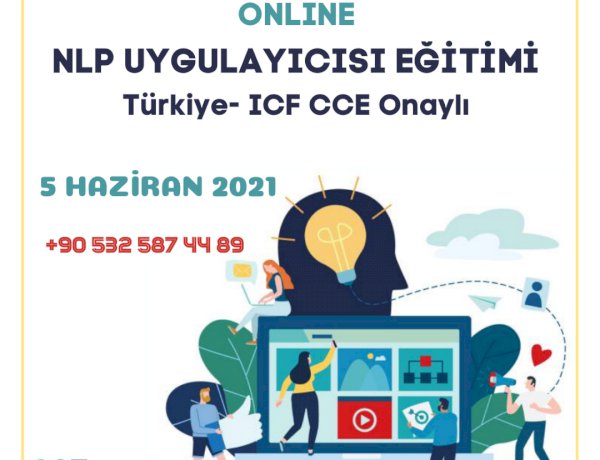 ONLINE
NLP UYGULAYICISI EĞİTİMİ
Türkiye- ICF CCE Onaylı
5 HAZİRAN 2021
+90 532 587 44 89